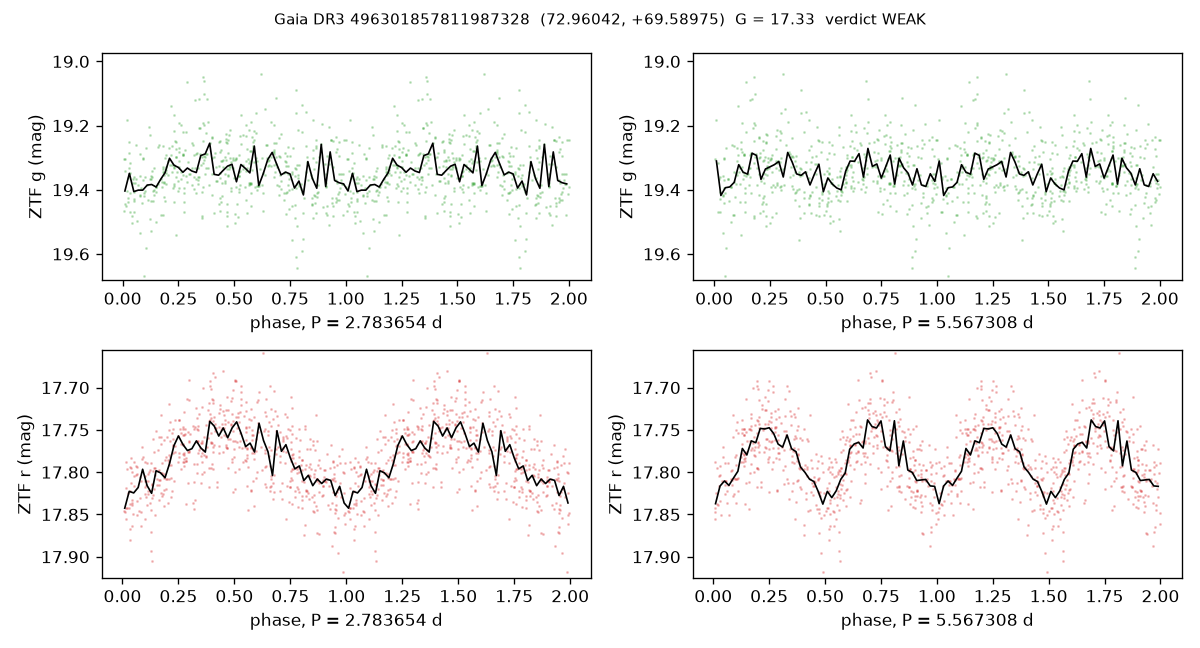 Gaia DR3 496301857811987328 (72.96042, +69.58975) G = 17.33 verdict WEAK
ZTF g (mag)
19.0
19.2
19.4
19.6
0.00 0.25 0.50 0.75 1.00 1.25 1.50 1.75 2.00
phase, P = 2.783654 d
ZTF g (mag)
19.0
19.2
19.4
19.6
0.00 0.25 0.50 0.75 1.00 1.25 1.50 1.75 2.00
phase, P = 5.567308 d
ZTF r (mag)
17.70
17.75
17.80
17.85
17.90
0.00 0.25 0.50 0.75 1.00 1.25 1.50 1.75 2.00
phase, P = 2.783654 d
ZTF r (mag)
17.70
17.75
17.80
17.85
17.90
0.00 0.25 0.50 0.75 1.00 1.25 1.50 1.75 2.00
phase, P = 5.567308 d